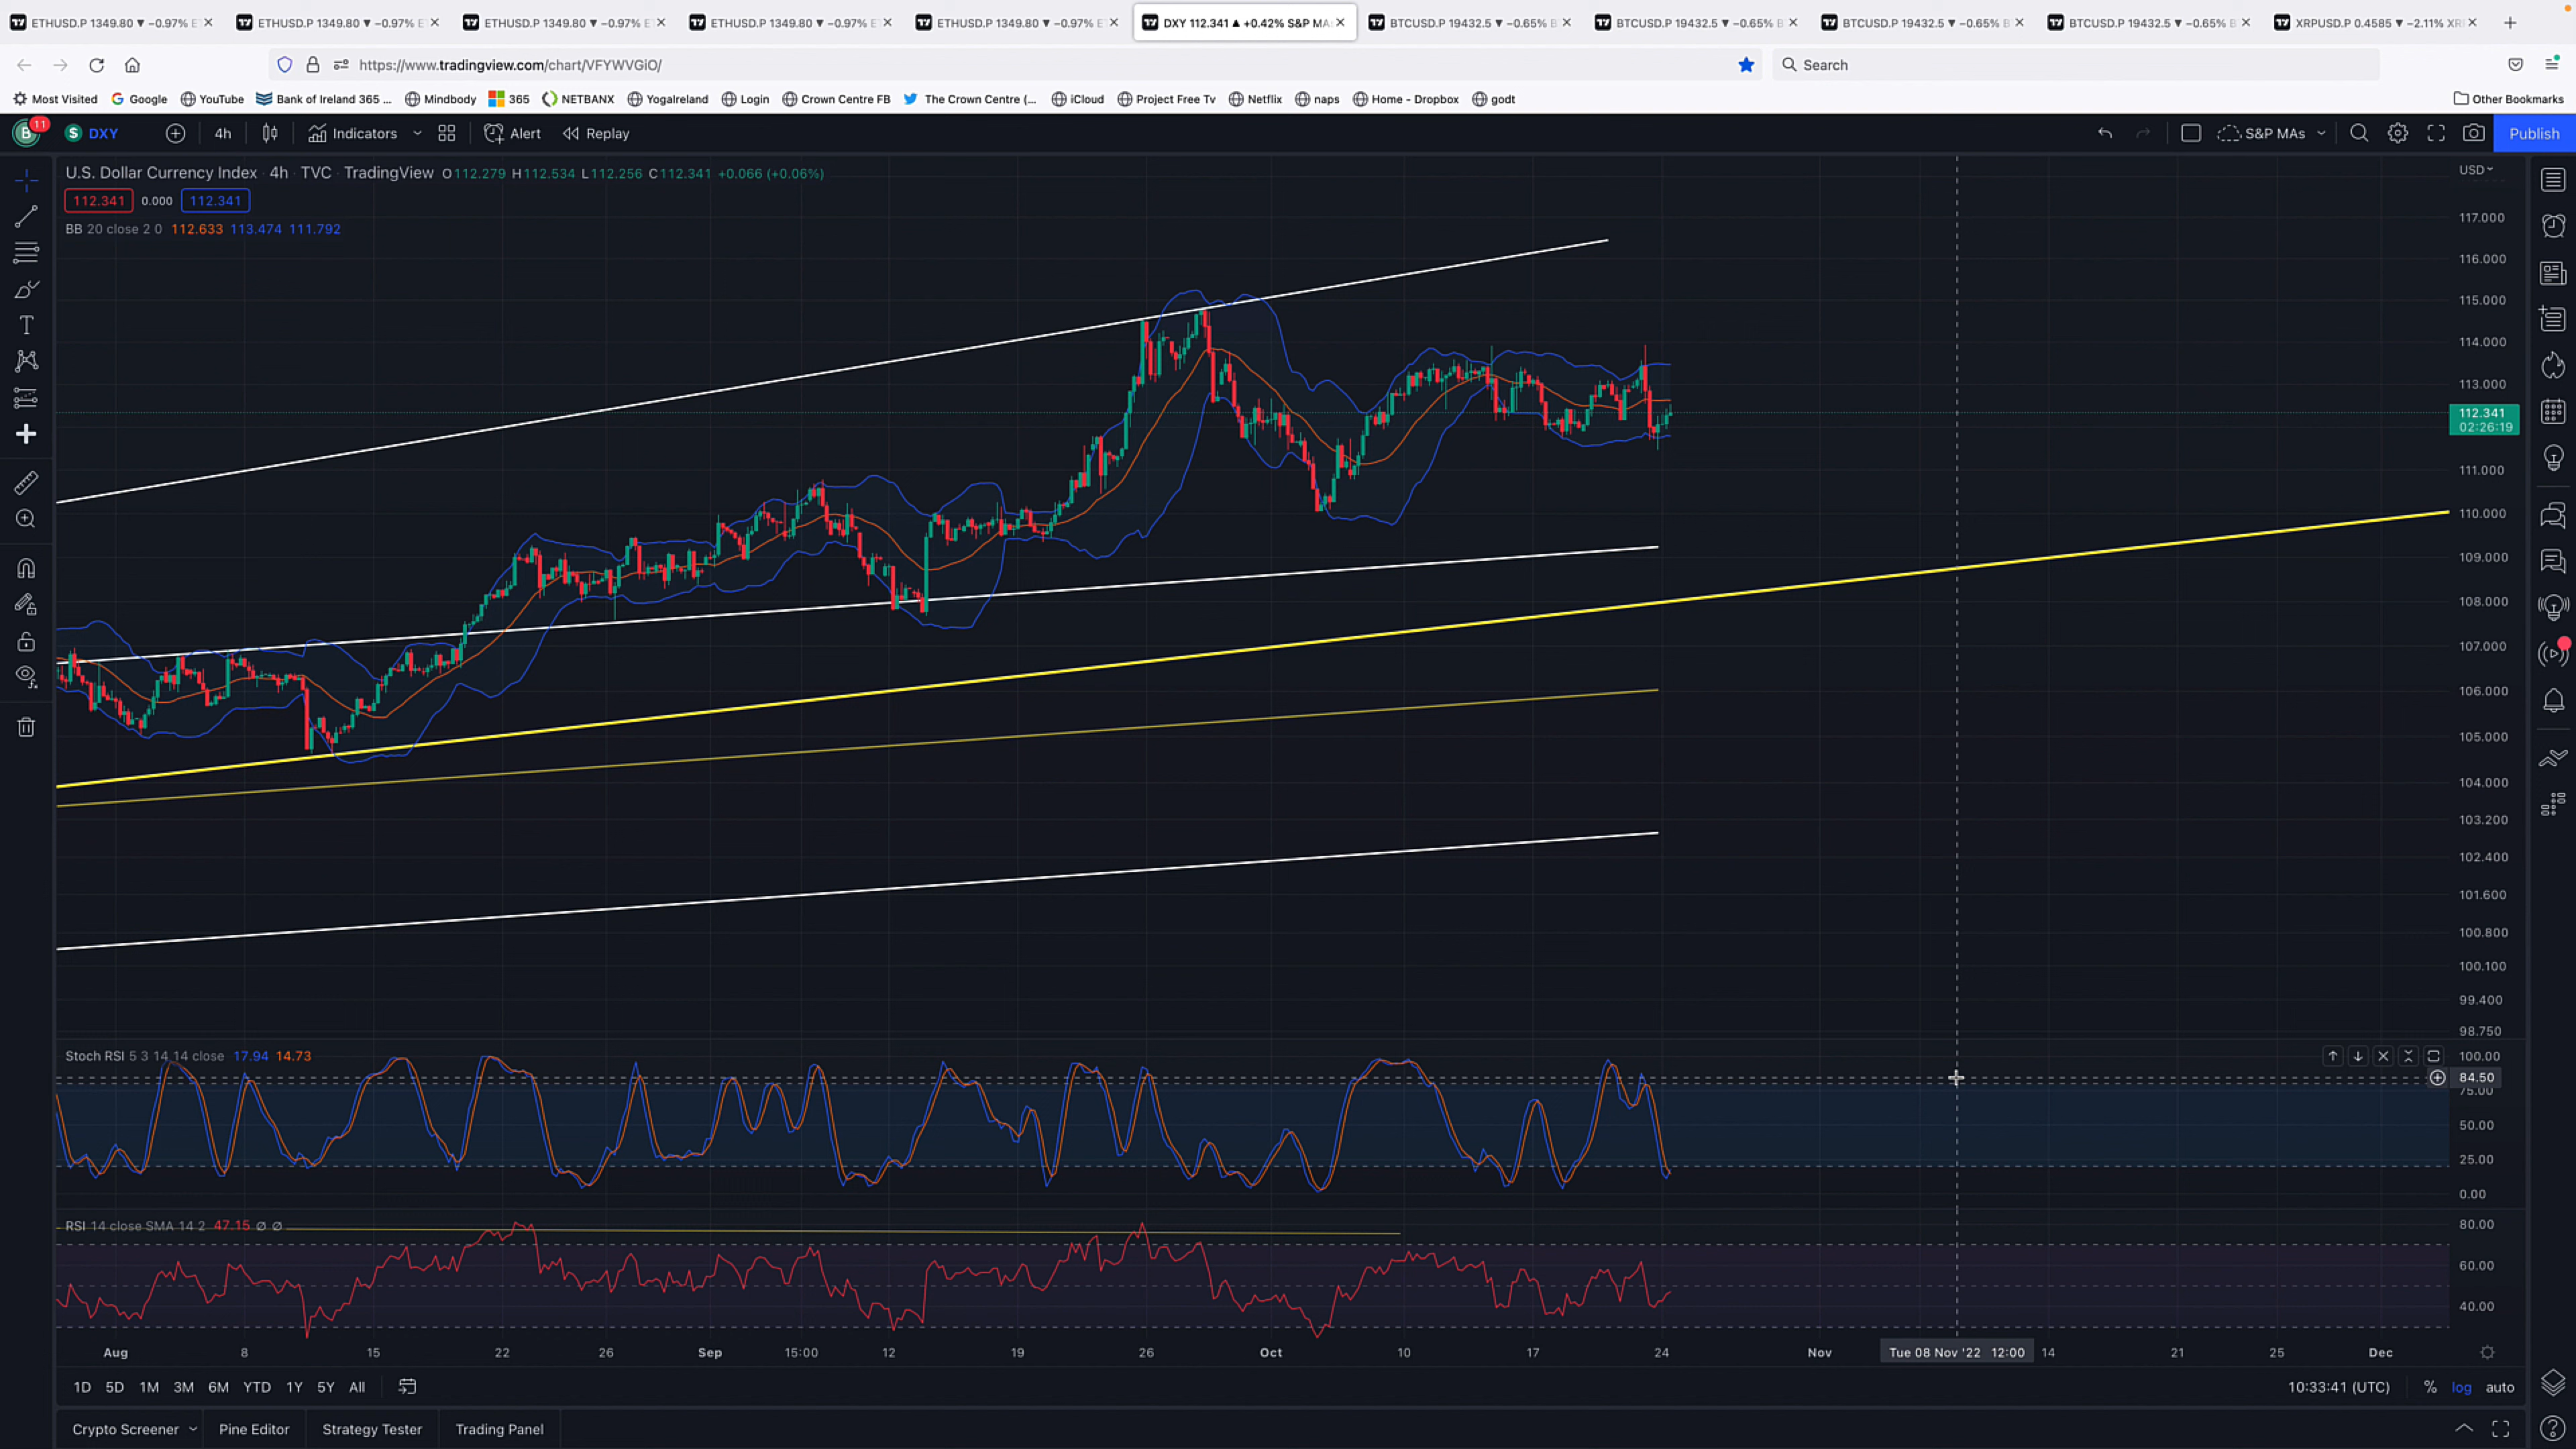 ETHUSD.P 1349.80 ▼ −0.97% E
ETHUSD.P 1349.80 ▼ −0.97% E
ETHUSD.P 1349.80 ▼ −0.97% E
ETHUSD.P 1349.80 ▼ −0.97% E
ETHUSD.P 1349.80 ▼ −0.97% E
DXY 112.341 ▲ +0.42% S&P MA
BTCUSD.P 19432.5 ▼ −0.65% B
BTCUSD.P 19432.5 ▼ −0.65% B
BTCUSD.P 19432.5 ▼ −0.65% B
BTCUSD.P 19432.5 ▼ −0.65% B
XRPUSD.P 0.4585 ▼ −2.11% XRI
https://www.tradingview.com/chart/VFYWVGiO/
Search
Most Visited Google YouTube Bank of Ireland 365 ... Mindbody 365 NETBANX YogaIreland Login Crown Centre FB The Crown Centre (... iCloud Project Free Tv Netflix naps Home - Dropbox godt Other Bookmarks
B 11 S DXY 4h Indicators Alert Replay S&P MAs Publish
U.S. Dollar Currency Index · 4h · TVC · TradingView O112.279 H112.534 L112.256 C112.341 +0.066 (+0.06%)
USD
112.341 0.000 112.341
BB 20 close 2 0 112.633 113.474 111.792
117.000
116.000
115.000
114.000
113.000
112.341
02:26:19
111.000
110.000
109.000
108.000
107.000
106.000
105.000
104.000
103.200
102.400
101.600
100.800
100.100
99.400
98.750
Stoch RSI 5 3 14 14 close 17.94 14.73
100.00
84.50
75.00
50.00
25.00
0.00
RSI 14 close SMA 14 2 47.15 ∅ ∅
80.00
60.00
40.00
Aug 8 15 22 26 Sep 15:00 12 19 26 Oct 10 17 24 Nov Tue 08 Nov '22 12:00 14 21 25 Dec
1D 5D 1M 3M 6M YTD 1Y 5Y All 10:33:41 (UTC) % log auto
Crypto Screener Pine Editor Strategy Tester Trading Panel